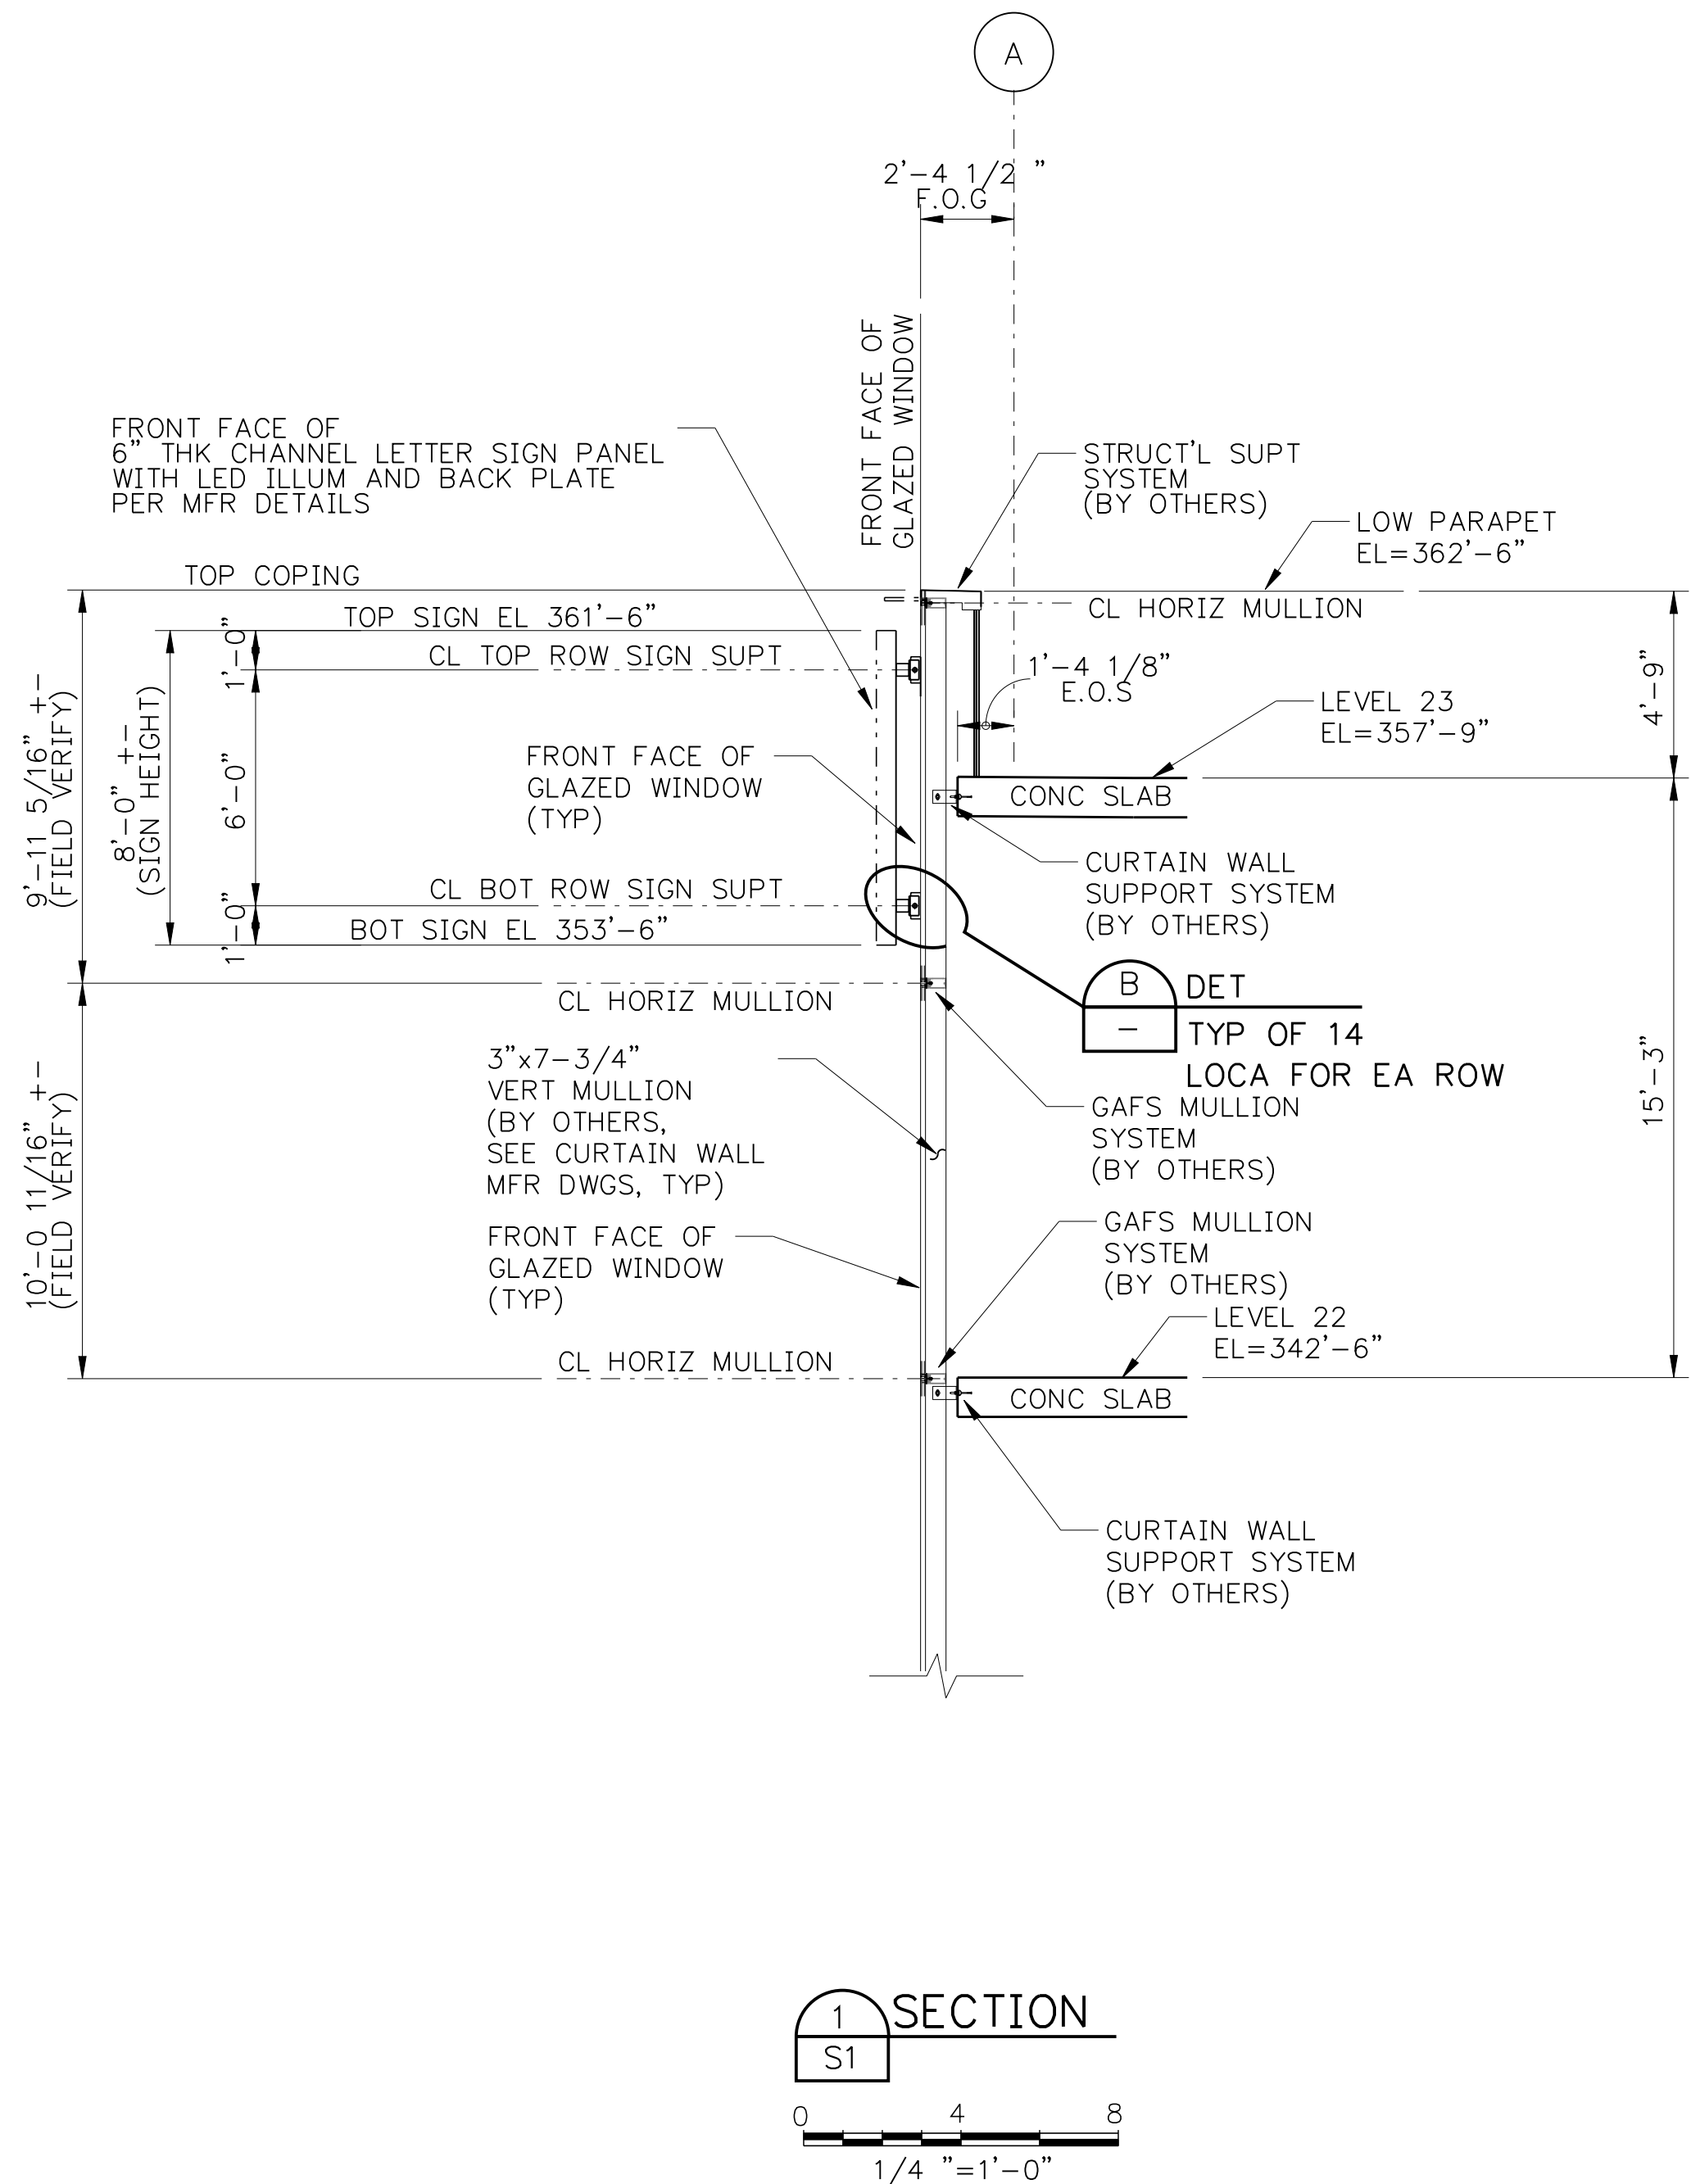 A
2'-4 1/2 "
F.O.G
FRONT FACE OF
GLAZED WINDOW
FRONT FACE OF
6" THK CHANNEL LETTER SIGN PANEL
WITH LED ILLUM AND BACK PLATE
PER MFR DETAILS
STRUCT'L SUPT
SYSTEM
(BY OTHERS)
LOW PARAPET
EL=362'-6"
TOP COPING
CL HORIZ MULLION
TOP SIGN EL 361'-6"
CL TOP ROW SIGN SUPT
1'-0"
6'-0"
1'-0"
8'-0" +-
(SIGN HEIGHT)
9'-11 5/16" +-
(FIELD VERIFY)
1'-4 1/8"
E.O.S
4'-9"
LEVEL 23
EL=357'-9"
FRONT FACE OF
GLAZED WINDOW
(TYP)
CONC SLAB
CURTAIN WALL
SUPPORT SYSTEM
(BY OTHERS)
CL BOT ROW SIGN SUPT
BOT SIGN EL 353'-6"
B
-
DET
TYP OF 14
LOCA FOR EA ROW
CL HORIZ MULLION
3"x7-3/4"
VERT MULLION
(BY OTHERS,
SEE CURTAIN WALL
MFR DWGS, TYP)
GAFS MULLION
SYSTEM
(BY OTHERS)
15'-3"
10'-0 11/16" +-
(FIELD VERIFY)
FRONT FACE OF
GLAZED WINDOW
(TYP)
GAFS MULLION
SYSTEM
(BY OTHERS)
LEVEL 22
EL=342'-6"
CL HORIZ MULLION
CONC SLAB
CURTAIN WALL
SUPPORT SYSTEM
(BY OTHERS)
1
S1
SECTION
0 4 8
1/4 "=1'-0"